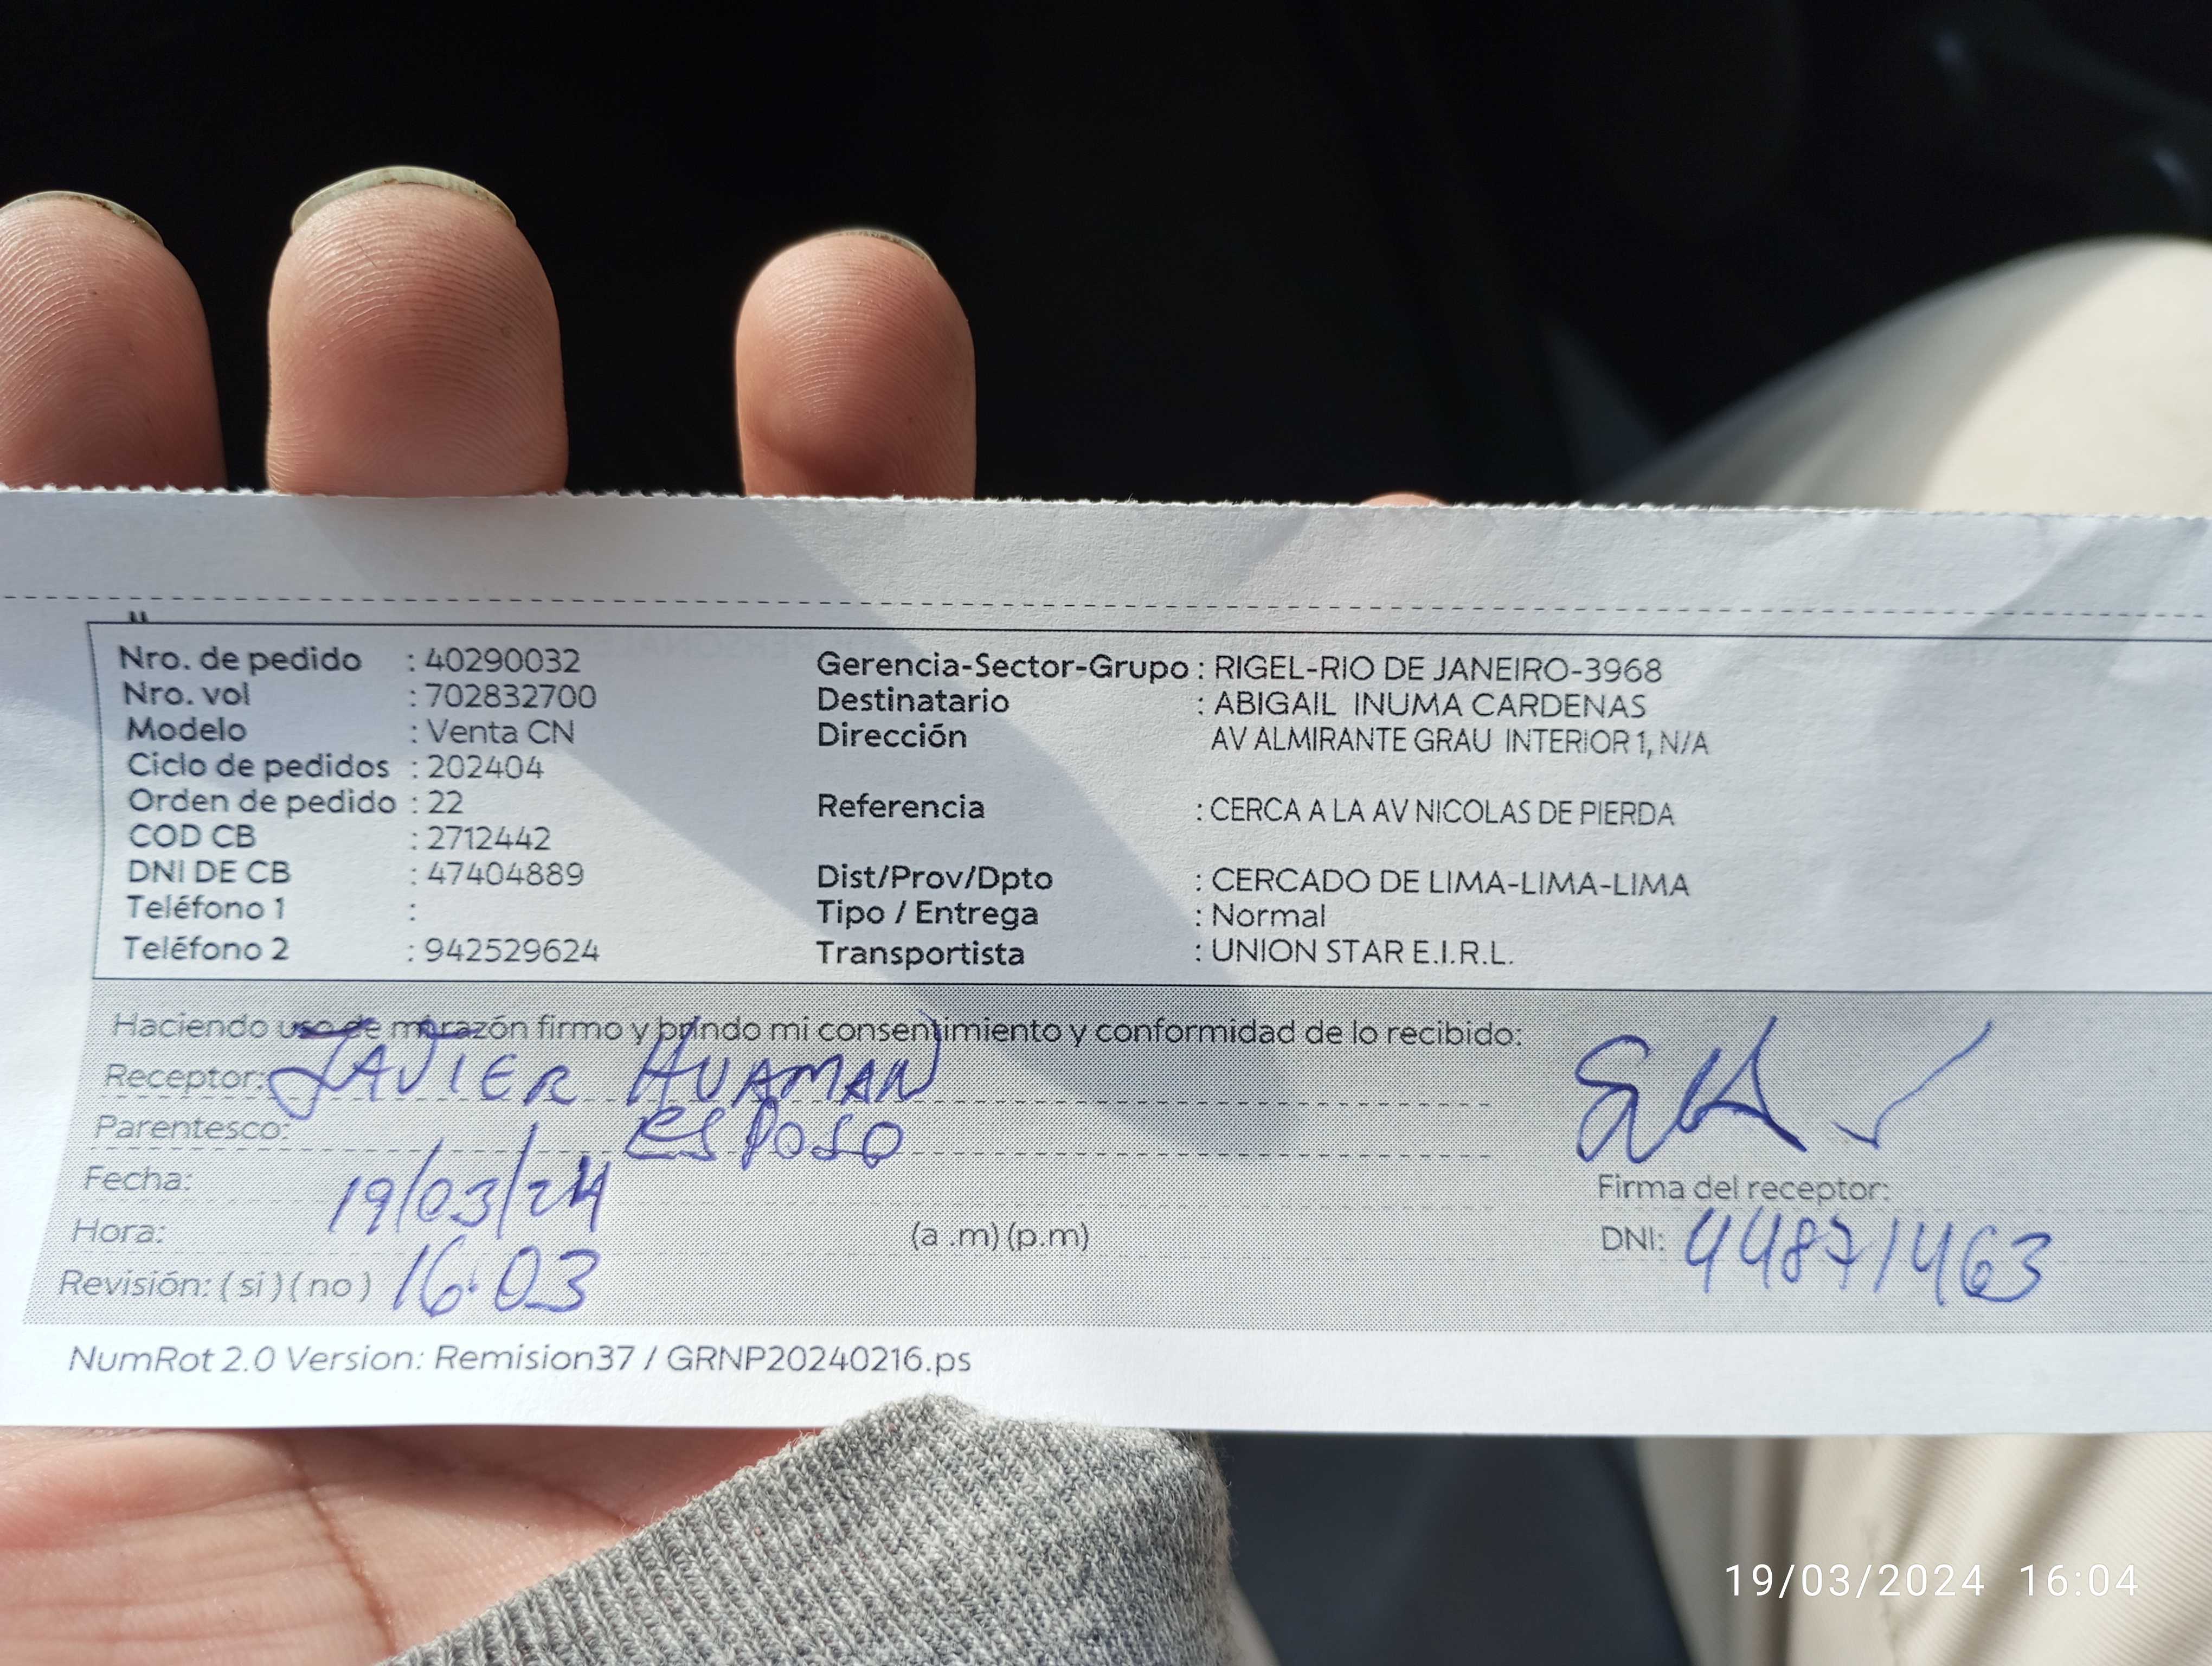 Nro. de pedido : 40290032
Nro. vol : 702832700
Modelo : Venta CN
Ciclo de pedidos : 202404
Orden de pedido : 22
COD CB : 2712442
DNI DE CB : 47404889
Teléfono 1 :
Teléfono 2 : 942529624
Gerencia-Sector-Grupo : RIGEL-RIO DE JANEIRO-3968
Destinatario : ABIGAIL INUMA CARDENAS
Dirección AV ALMIRANTE GRAU INTERIOR 1, N/A
Referencia : CERCA A LA AV NICOLAS DE PIERDA
Dist/Prov/Dpto : CERCADO DE LIMA-LIMA-LIMA
Tipo / Entrega : Normal
Transportista : UNION STAR E.I.R.L.
Haciendo uso de mi razón firmo y brindo mi consentimiento y conformidad de lo recibido:
Receptor: JAVIER HUAMAN
Parentesco: ESPOSO
Fecha: 19/03/24
Hora: (a .m) (p.m)
Revisión: ( si ) ( no ) 16:03
Firma del receptor:
DNI: 44871463
NumRot 2.0 Version: Remision37 / GRNP20240216.ps
19/03/2024 16:04